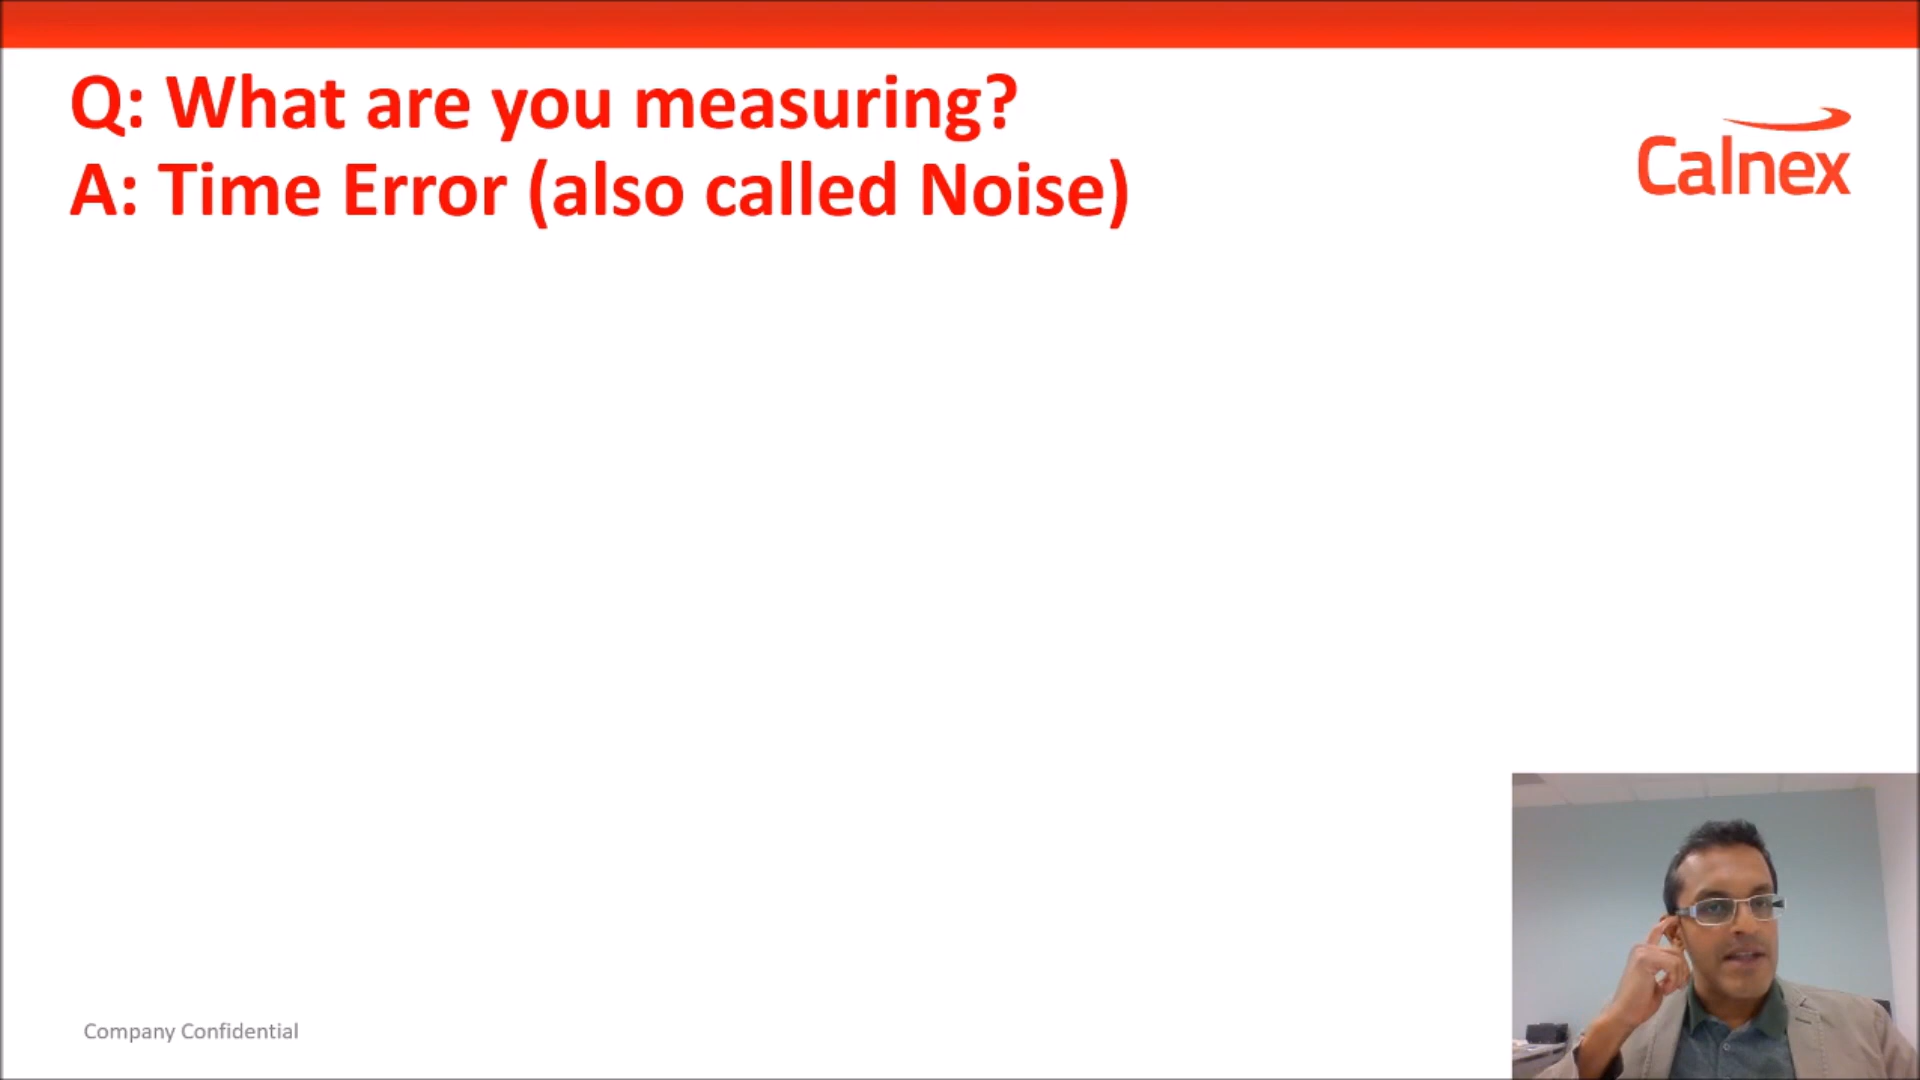 Q: What are you measuring?
A: Time Error (also called Noise)
Calnex
Company Confidential